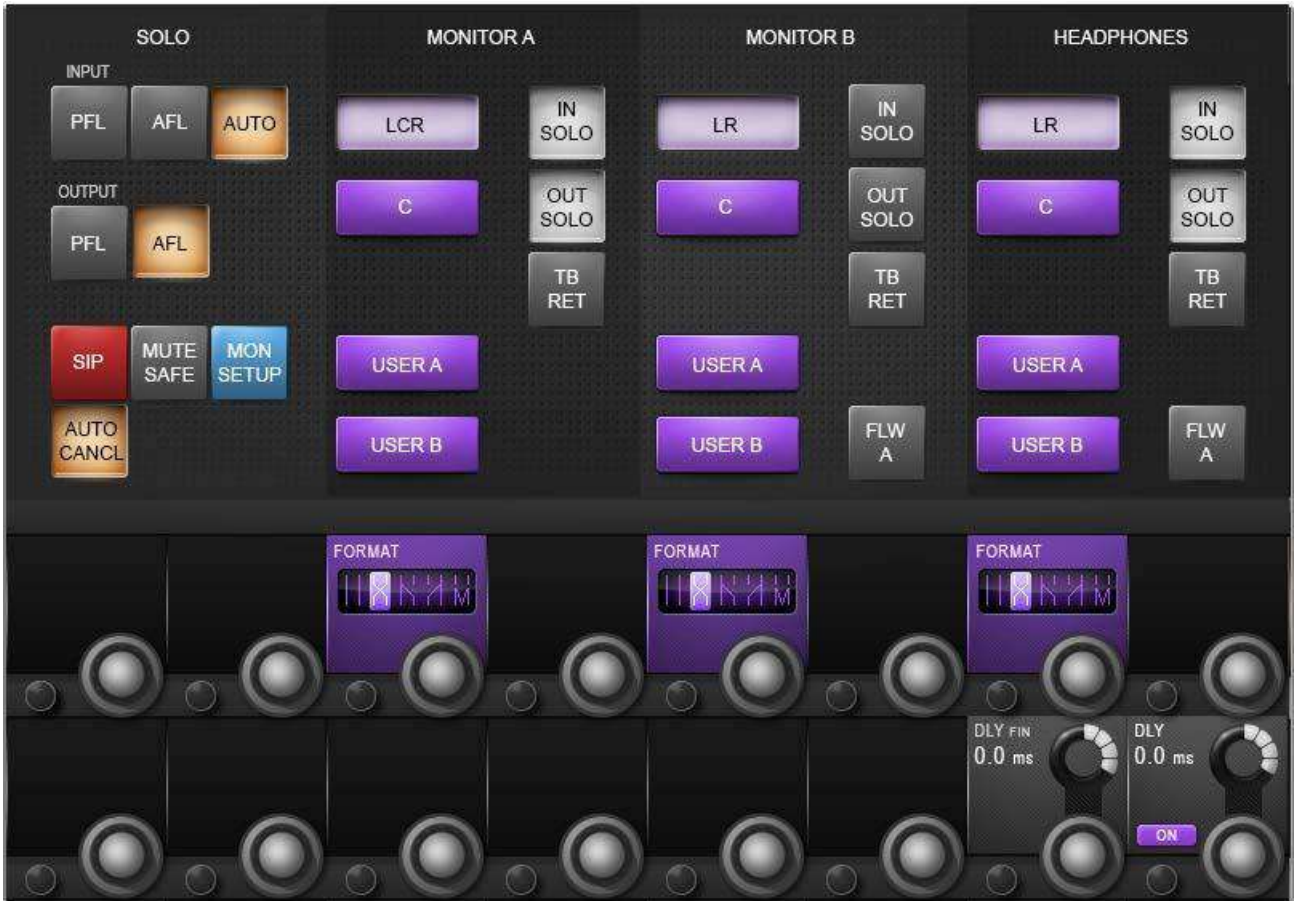 SOLO
MONITOR A
MONITOR B
HEADPHONES
INPUT
PFL
AFL
AUTO
LCR
IN
SOLO
LR
IN
SOLO
LR
IN
SOLO
OUTPUT
PFL
AFL
C
OUT
SOLO
C
OUT
SOLO
C
OUT
SOLO
TB
RET
TB
RET
TB
RET
SIP
MUTE
SAFE
MON
SETUP
USER A
USER A
USER A
AUTO
CANCL
USER B
USER B
FLW
A
USER B
FLW
A
FORMAT
M
FORMAT
M
FORMAT
M
DLY FIN
0.0 ms
DLY
0.0 ms
ON